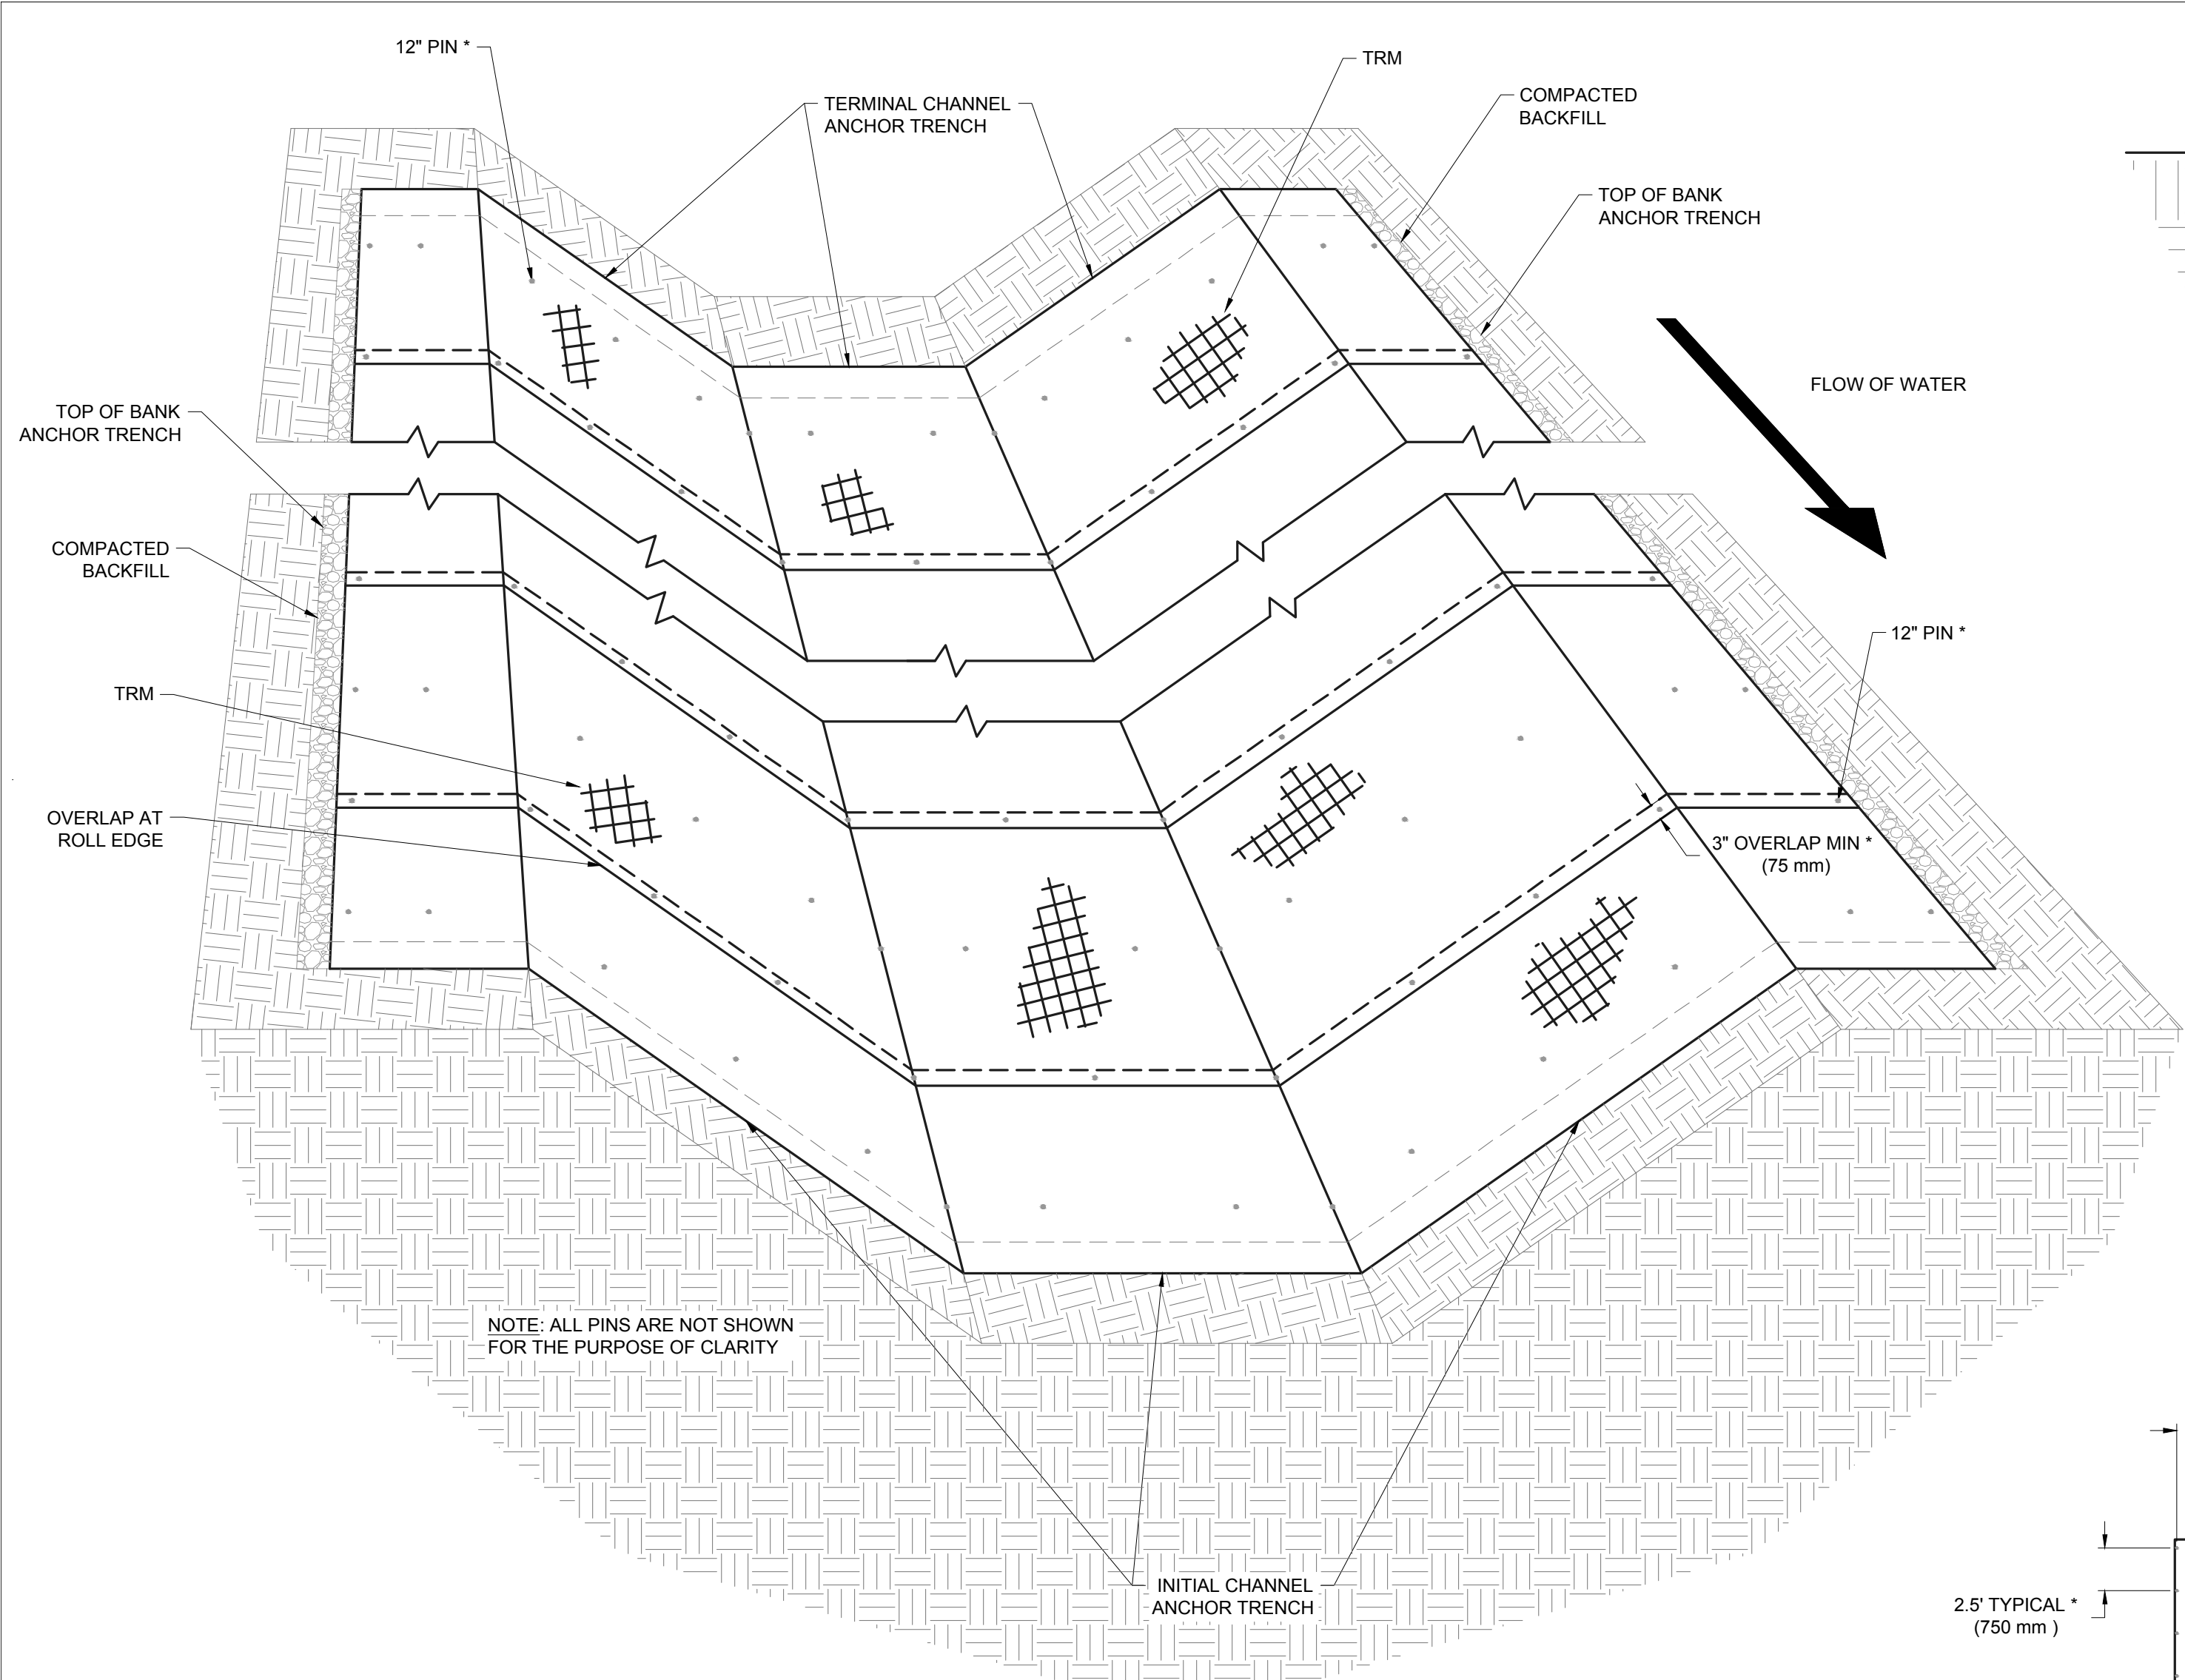 12" PIN *
TRM
TERMINAL CHANNEL
ANCHOR TRENCH
COMPACTED
BACKFILL
TOP OF BANK
ANCHOR TRENCH
FLOW OF WATER
TOP OF BANK
ANCHOR TRENCH
COMPACTED
BACKFILL
12" PIN *
TRM
OVERLAP AT
ROLL EDGE
3" OVERLAP MIN *
(75 mm)
NOTE: ALL PINS ARE NOT SHOWN
FOR THE PURPOSE OF CLARITY
INITIAL CHANNEL
ANCHOR TRENCH
2.5' TYPICAL *
(750 mm )